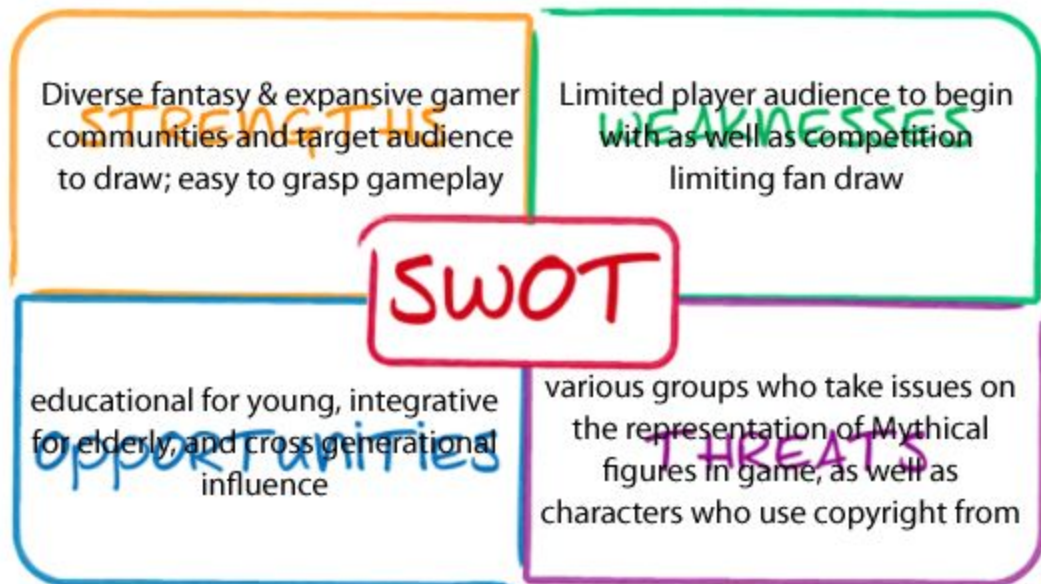 STRENGTHS
Diverse fantasy & expansive gamer
communities and target audience
to draw; easy to grasp gameplay
WEAKNESSES
Limited player audience to begin
with as well as competition
limiting fan draw
SWOT
OPPORTUNITIES
educational for young, integrative
for elderly, and cross generational
influence
THREATS
various groups who take issues on
the representation of Mythical
figures in game, as well as
characters who use copyright from